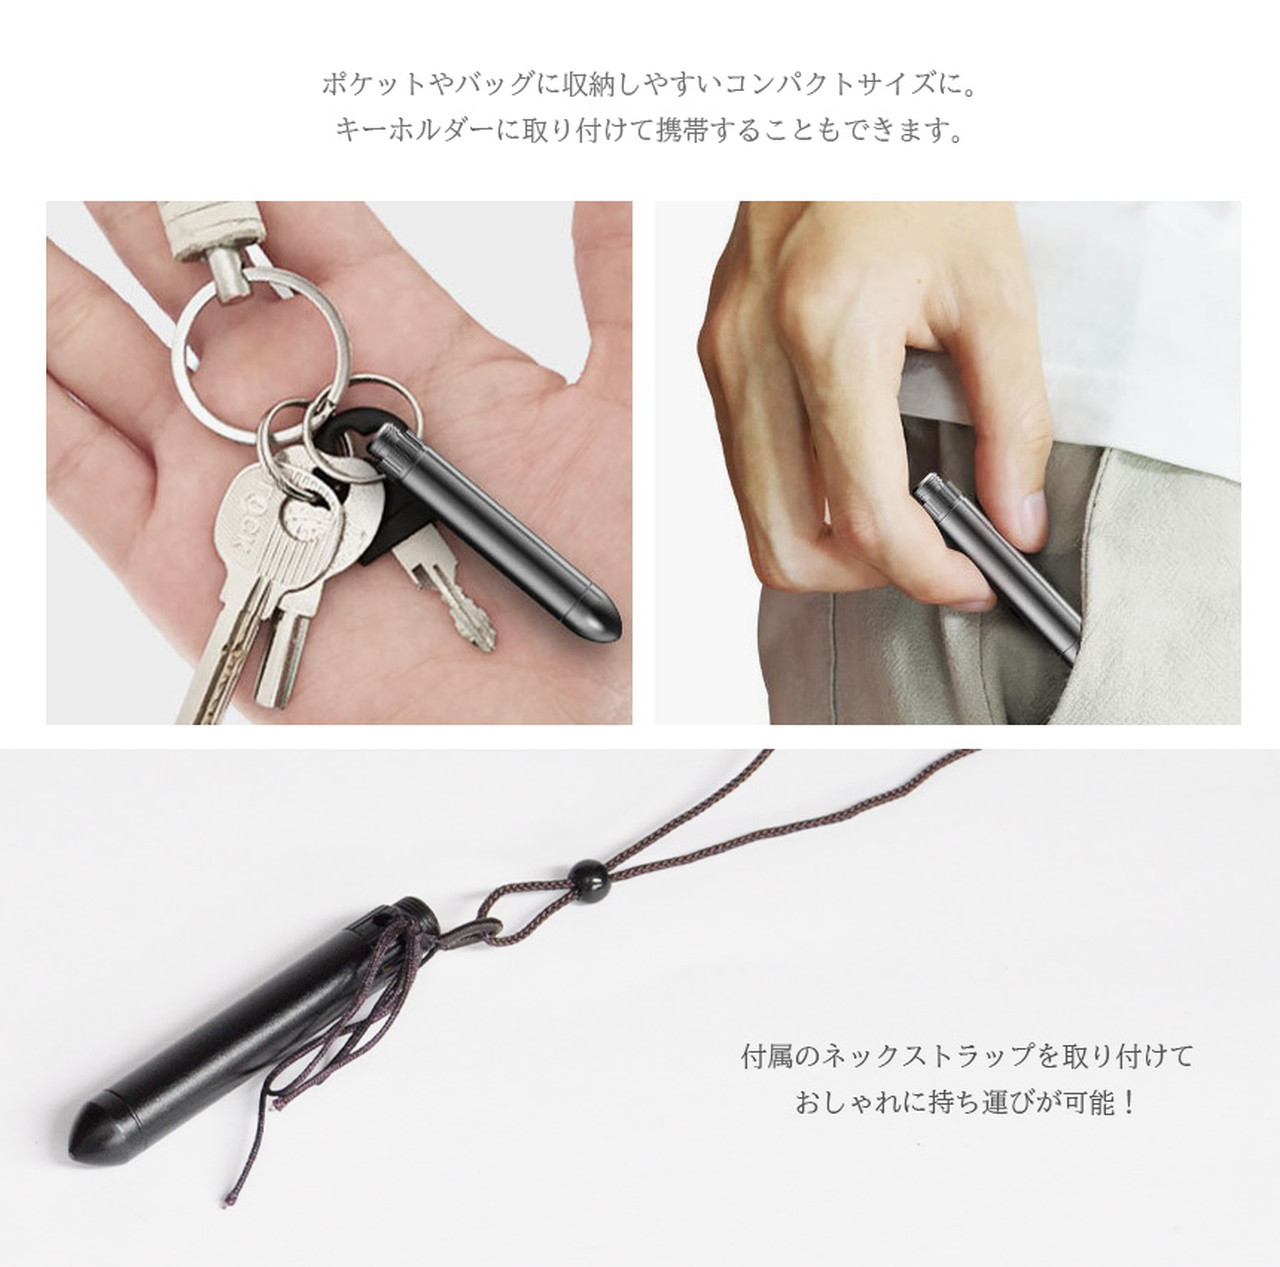 ポケットやバッグに収納しやすいコンパクトサイズに。
キーホルダーに取り付けて携帯することもできます。
付属のネックストラップを取り付けて
おしゃれに持ち運びが可能！